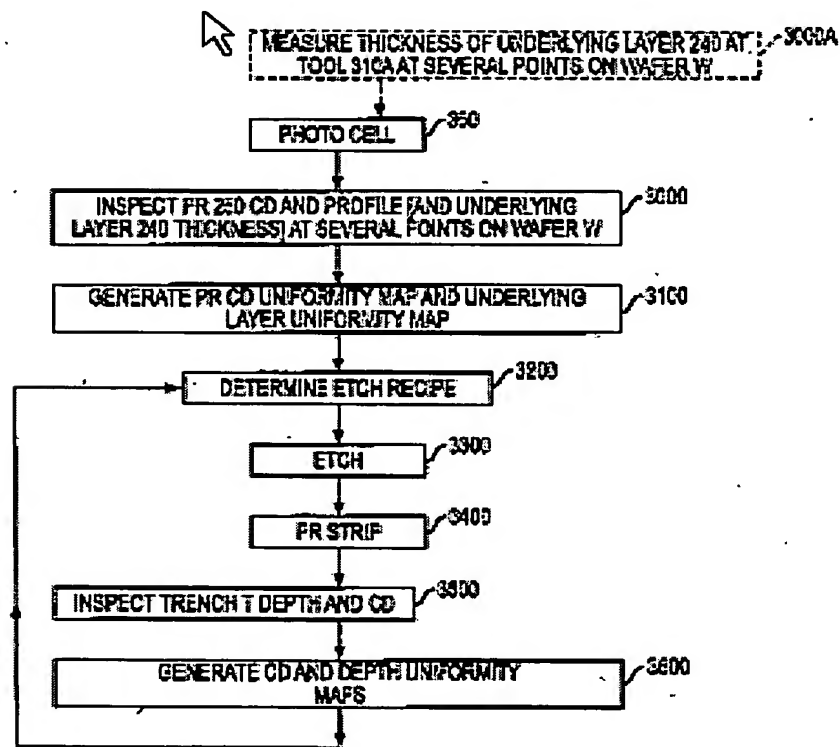 MEASURE THICKNESS OF UNDERLYING LAYER 240 AT
TOOL 310A AT SEVERAL POINTS ON WAFER W
3000A
PHOTO CELL
360
INSPECT PR 250 CD AND PROFILE [AND UNDERLYING
LAYER 240 THICKNESS] AT SEVERAL POINTS ON WAFER W
3000
GENERATE PR CD UNIFORMITY MAP AND UNDERLYING
LAYER UNIFORMITY MAP
3100
DETERMINE ETCH RECIPE
3200
ETCH
3300
PR STRIP
3400
INSPECT TRENCH T DEPTH AND CD
3500
GENERATE CD AND DEPTH UNIFORMITY
MAPS
3600